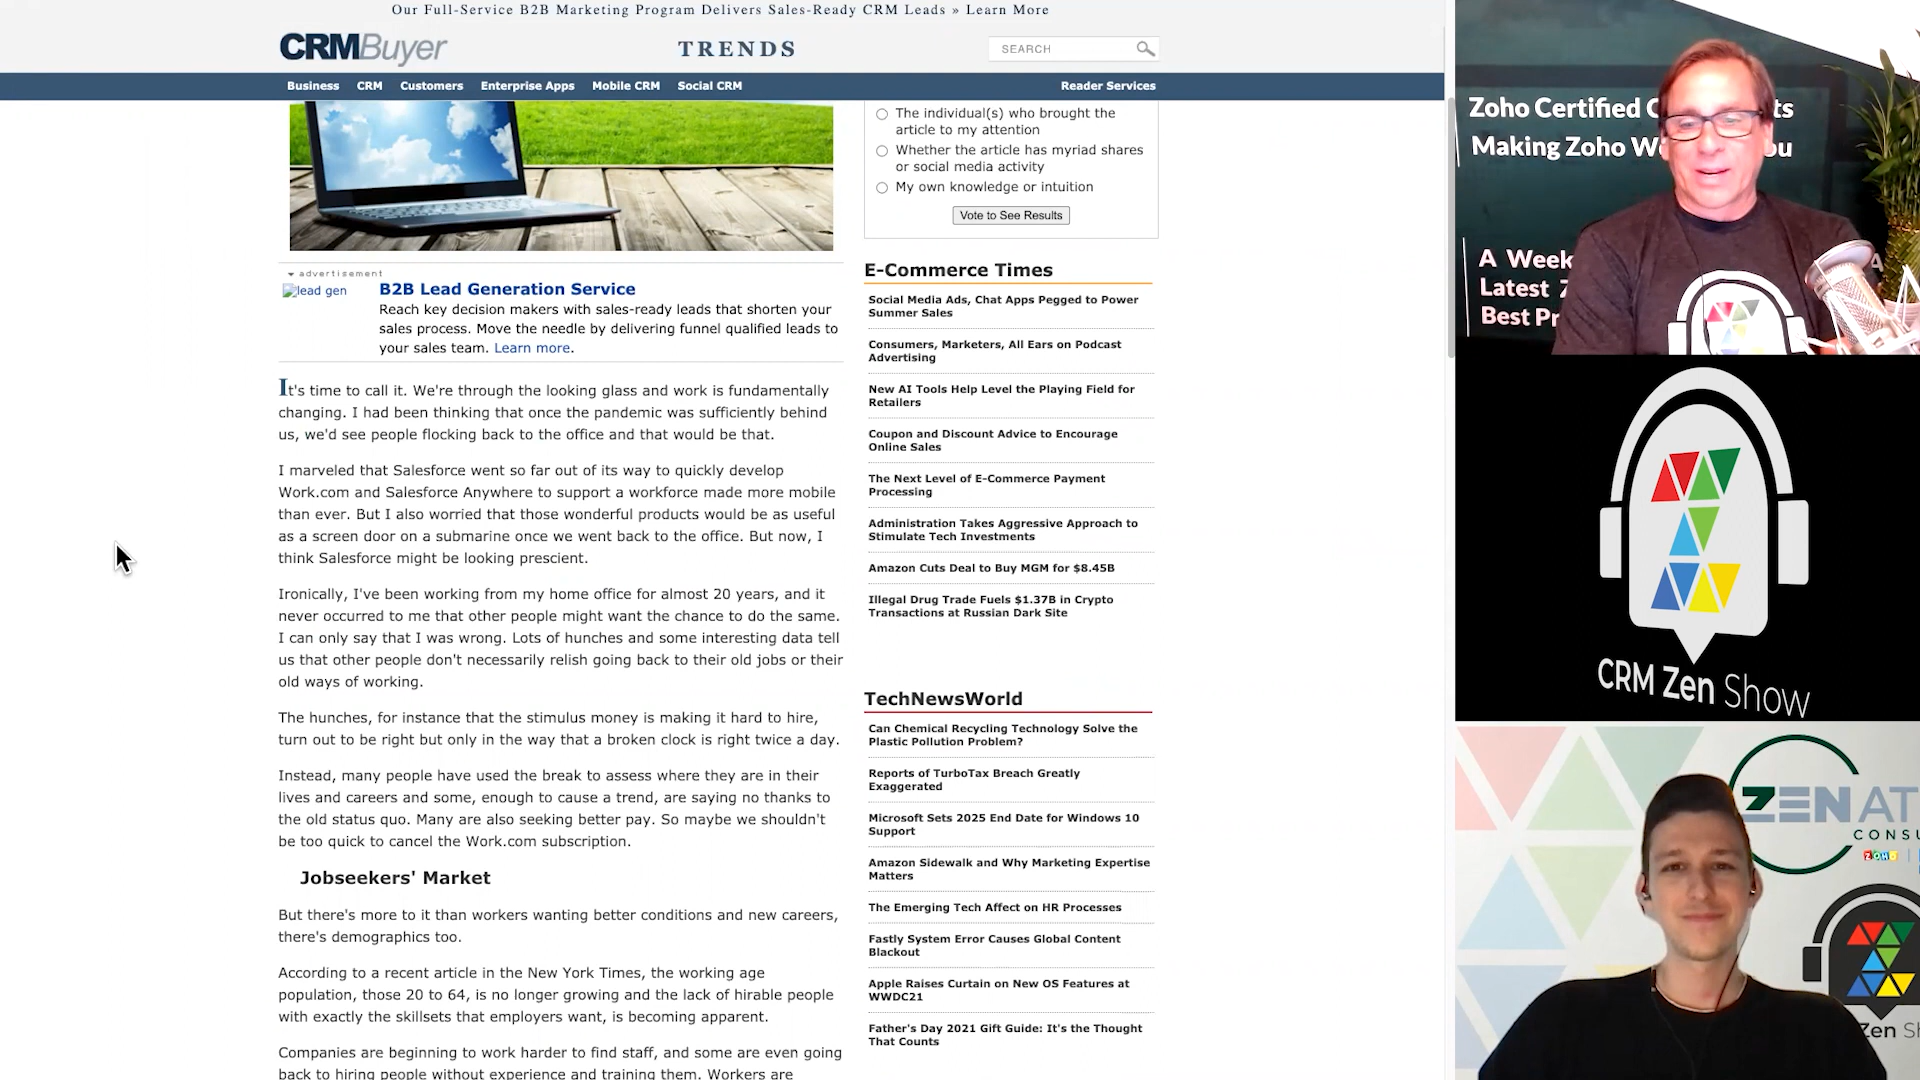 Our Full-Service B2B Marketing Program Delivers Sales-Ready CRM Leads » Learn More
CRMBuyer
TRENDS
SEARCH
Business CRM Customers Enterprise Apps Mobile CRM Social CRM Reader Services
advertisement
lead gen
B2B Lead Generation Service
Reach key decision makers with sales-ready leads that shorten your
sales process. Move the needle by delivering funnel qualified leads to
your sales team. Learn more.
It's time to call it. We're through the looking glass and work is fundamentally
changing. I had been thinking that once the pandemic was sufficiently behind
us, we'd see people flocking back to the office and that would be that.
I marveled that Salesforce went so far out of its way to quickly develop
Work.com and Salesforce Anywhere to support a workforce made more mobile
than ever. But I also worried that those wonderful products would be as useful
as a screen door on a submarine once we went back to the office. But now, I
think Salesforce might be looking prescient.
Ironically, I've been working from my home office for almost 20 years, and it
never occurred to me that other people might want the chance to do the same.
I can only say that I was wrong. Lots of hunches and some interesting data tell
us that other people don't necessarily relish going back to their old jobs or their
old ways of working.
The hunches, for instance that the stimulus money is making it hard to hire,
turn out to be right but only in the way that a broken clock is right twice a day.
Instead, many people have used the break to assess where they are in their
lives and careers and some, enough to cause a trend, are saying no thanks to
the old status quo. Many are also seeking better pay. So maybe we shouldn't
be too quick to cancel the Work.com subscription.
Jobseekers' Market
But there's more to it than workers wanting better conditions and new careers,
there's demographics too.
According to a recent article in the New York Times, the working age
population, those 20 to 64, is no longer growing and the lack of hirable people
with exactly the skillsets that employers want, is becoming apparent.
Companies are beginning to work harder to find staff, and some are even going
back to hiring people without experience and training them. Workers are
The individual(s) who brought the
article to my attention
Whether the article has myriad shares
or social media activity
My own knowledge or intuition
Vote to See Results
E-Commerce Times
Social Media Ads, Chat Apps Pegged to Power
Summer Sales
Consumers, Marketers, All Ears on Podcast
Advertising
New AI Tools Help Level the Playing Field for
Retailers
Coupon and Discount Advice to Encourage
Online Sales
The Next Level of E-Commerce Payment
Processing
Administration Takes Aggressive Approach to
Stimulate Tech Investments
Amazon Cuts Deal to Buy MGM for $8.45B
Illegal Drug Trade Fuels $1.37B in Crypto
Transactions at Russian Dark Site
TechNewsWorld
Can Chemical Recycling Technology Solve the
Plastic Pollution Problem?
Reports of TurboTax Breach Greatly
Exaggerated
Microsoft Sets 2025 End Date for Windows 10
Support
Amazon Sidewalk and Why Marketing Expertise
Matters
The Emerging Tech Affect on HR Processes
Fastly System Error Causes Global Content
Blackout
Apple Raises Curtain on New OS Features at
WWDC21
Father's Day 2021 Gift Guide: It's the Thought
That Counts
Zoho Certified C ts
Making Zoho W ou
A Week
Latest Z
Best Pr
CRM Zen Show
ZENAT
CONSU
ZOHO
Zen Sh